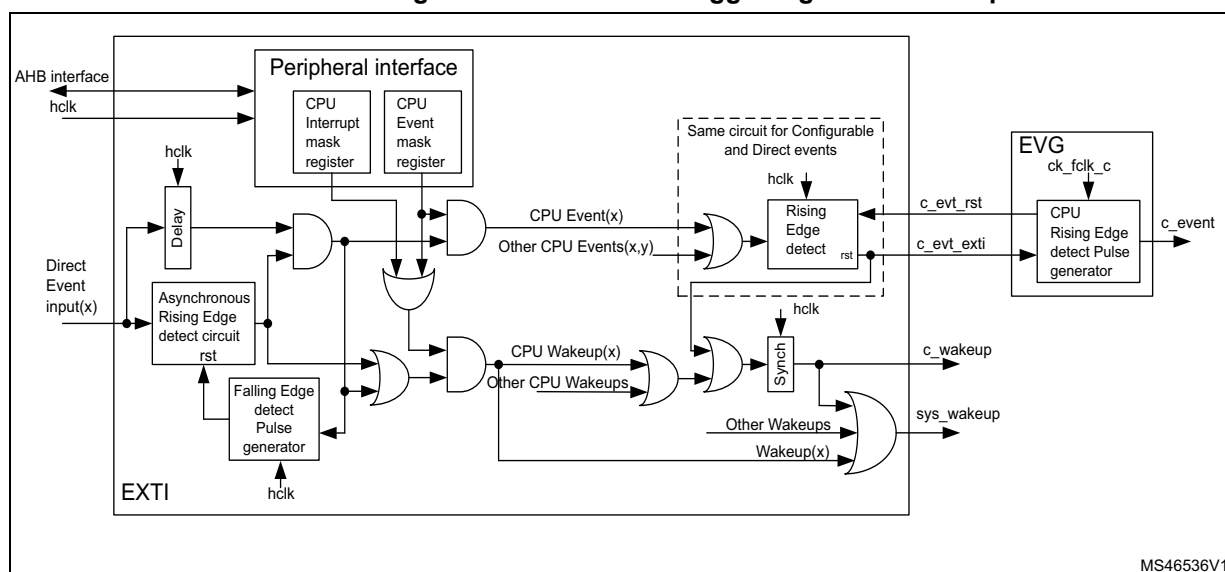 Peripheral interface
AHB interface
hclk
CPU
Interrupt
mask
register
CPU
Event
mask
register
Same circuit for Configurable
and Direct events
hclk
Rising
Edge
detect
rst
EVG
ck_fclk_c
c_evt_rst
CPU
Rising Edge
detect Pulse
generator
c_event
c_evt_exti
hclk
Delay
CPU Event(x)
Other CPU Events(x,y)
Direct
Event
input(x)
Asynchronous
Rising Edge
detect circuit
rst
hclk
Synch
CPU Wakeup(x)
Other CPU Wakeups
c_wakeup
Falling Edge
detect
Pulse
generator
hclk
Other Wakeups
Wakeup(x)
sys_wakeup
EXTI
MS46536V1